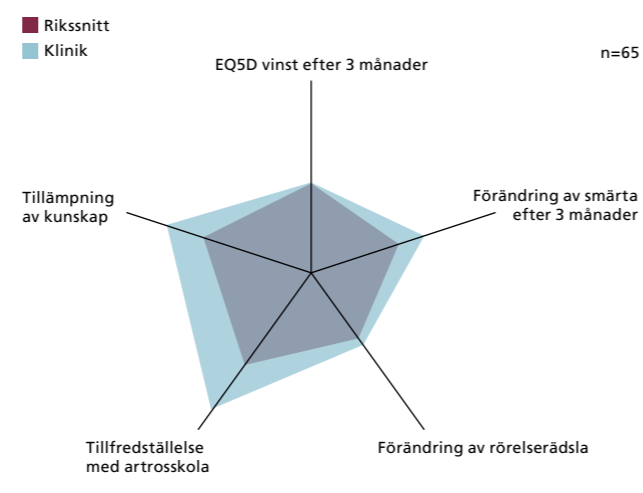 Rikssnitt
Klinik
n=65
EQ5D vinst efter 3 månader
Tillämpning
av kunskap
Förändring av smärta
efter 3 månader
Tillfredställelse
med artrosskola
Förändring av rörelserädsla